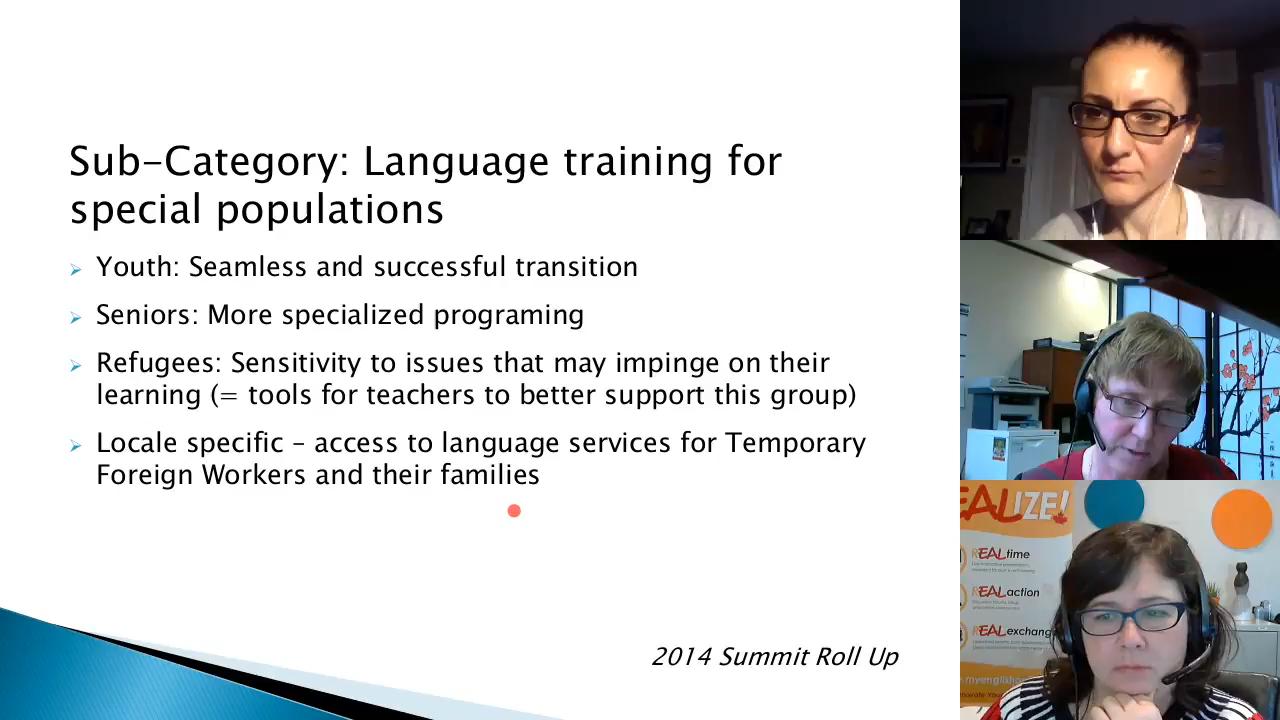 Sub-Category: Language training for
special populations
Youth: Seamless and successful transition
Seniors: More specialized programing
Refugees: Sensitivity to issues that may impinge on their
learning (= tools for teachers to better support this group)
Locale specific – access to language services for Temporary
Foreign Workers and their families
2014 Summit Roll Up
EALIZE!
REALtime
REALaction
REALexchang